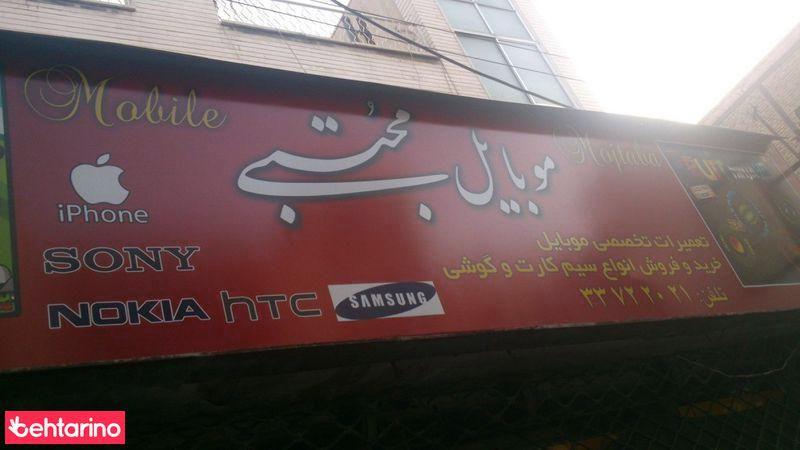 Mobile
موبایل مجتبی
Mojtaba
iPhone
SONY
NOKIA
hTC
SAMSUNG
تعمیرات تخصصی موبایل
خرید و فروش انواع سیم کارت و گوشی
تلفن: ۳۳۷۲۲۰۲۱
behtarino